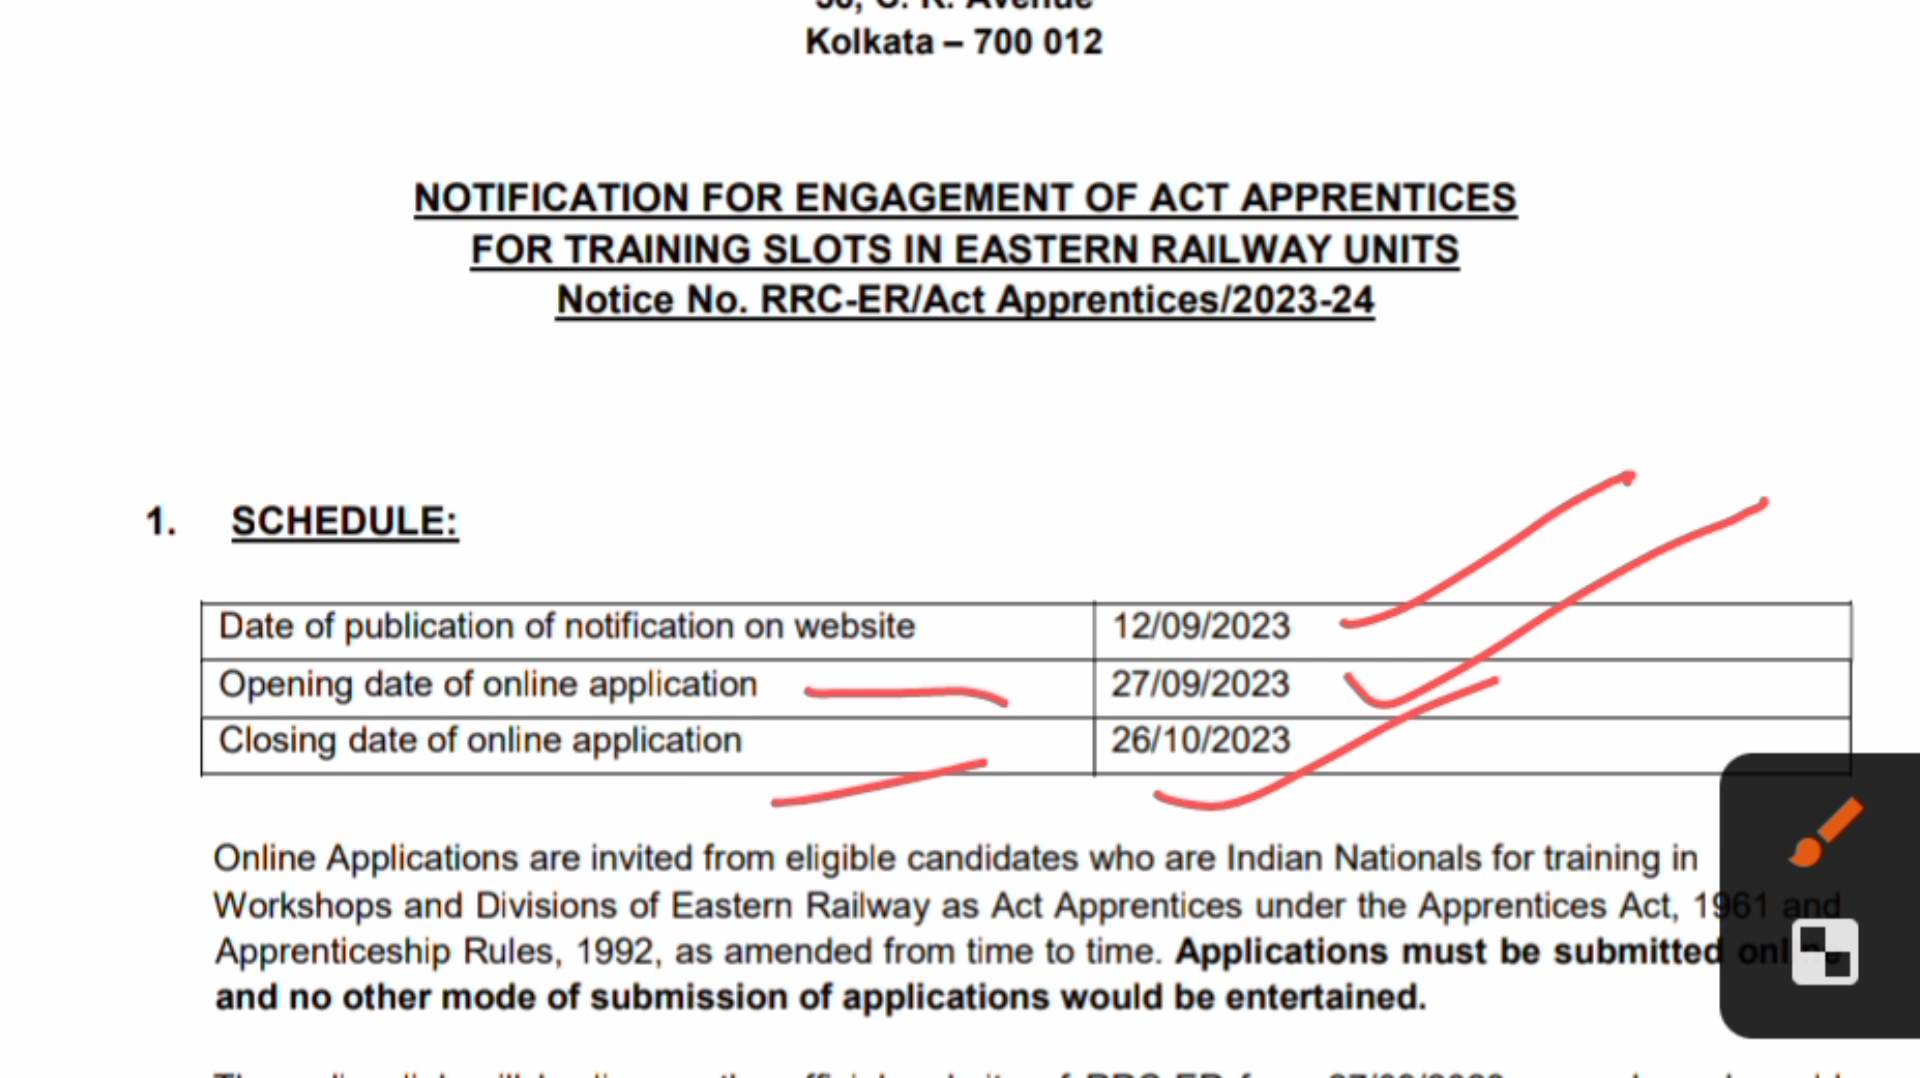 56, C. R. Avenue
Kolkata – 700 012
NOTIFICATION FOR ENGAGEMENT OF ACT APPRENTICES
FOR TRAINING SLOTS IN EASTERN RAILWAY UNITS
Notice No. RRC-ER/Act Apprentices/2023-24
1. SCHEDULE:
Date of publication of notification on website 12/09/2023
Opening date of online application 27/09/2023
Closing date of online application 26/10/2023
Online Applications are invited from eligible candidates who are Indian Nationals for training in
Workshops and Divisions of Eastern Railway as Act Apprentices under the Apprentices Act, 1961 and
Apprenticeship Rules, 1992, as amended from time to time. Applications must be submitted online
and no other mode of submission of applications would be entertained.